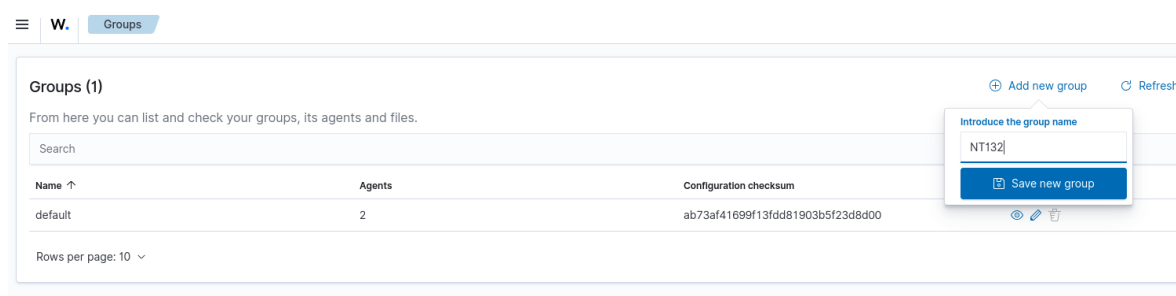 W. Groups
Groups (1)
Add new group Refresh
From here you can list and check your groups, its agents and files.
Introduce the group name
Search
NT132
Save new group
Name Agents Configuration checksum
default 2 ab73af41699f13fdd81903b5f23d8d00
Rows per page: 10